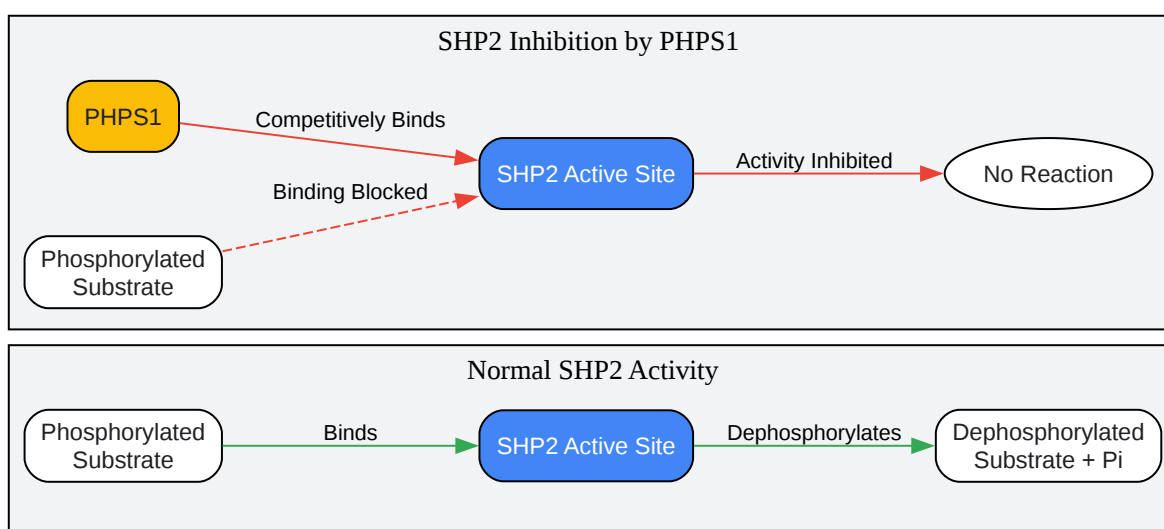 SHP2 Inhibition by PHPS1
PHPS1
Competitively Binds
SHP2 Active Site
Activity Inhibited
No Reaction
Binding Blocked
Phosphorylated
Substrate
Normal SHP2 Activity
Phosphorylated
Substrate
Binds
SHP2 Active Site
Dephosphorylates
Dephosphorylated
Substrate + Pi